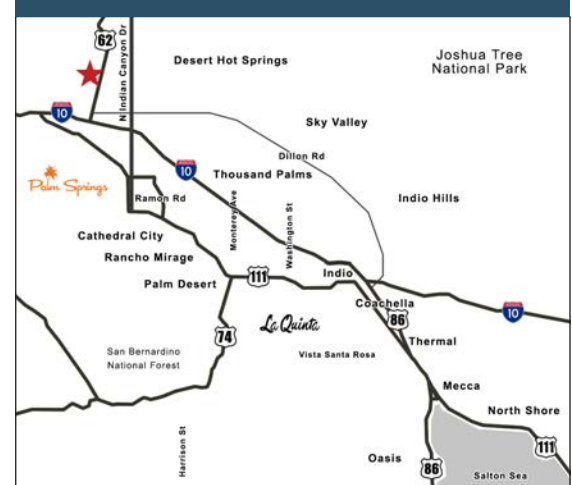 62
N Indian Canyon Dr
Desert Hot Springs
Joshua Tree
National Park
10
Sky Valley
Dillon Rd
10
Thousand Palms
Palm Springs
Ramon Rd
Indio Hills
Monterey Ave
Washington St
Cathedral City
Rancho Mirage
Indio
Palm Desert
111
Coachella
10
La Quinta
86
74
Thermal
San Bernardino
National Forest
Vista Santa Rosa
Mecca
North Shore
Harrison St
111
Oasis
86
Salton Sea